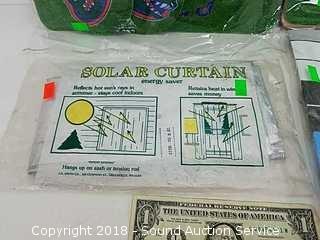 SOLAR CURTAIN
energy saver
Reflects hot sun's rays in
summer - stays cool indoors
Retains heat in win
saves money
Hangs up on sash or tension rod
FEDERAL RESERVE NOTE
THE UNITED STATES OF AMERICA
1
Copyright 2018 - Sound Auction Service